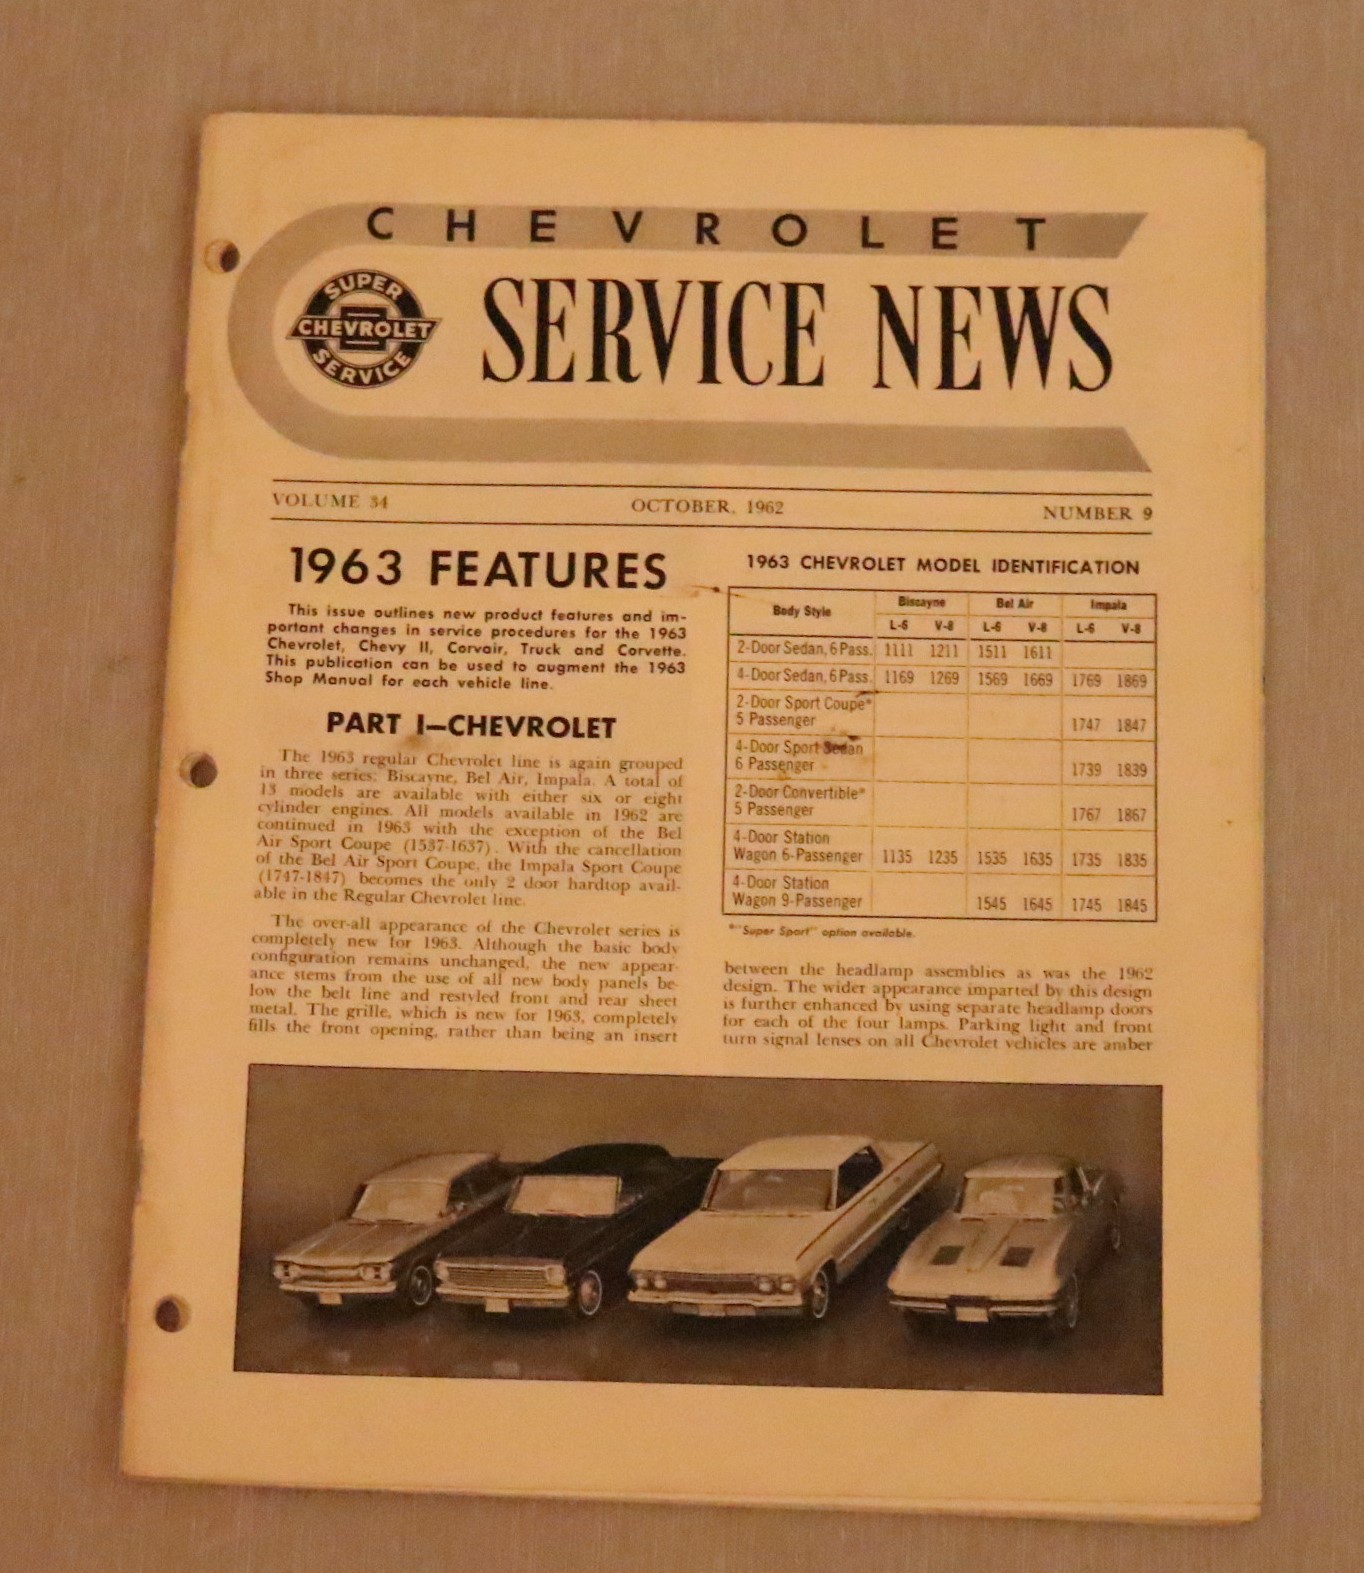 CHEVROLET
SUPER
CHEVROLET
SERVICE
SERVICE NEWS
VOLUME 34 OCTOBER, 1962 NUMBER 9
1963 FEATURES
This issue outlines new product features and im-
portant changes in service procedures for the 1963
Chevrolet, Chevy II, Corvair, Truck and Corvette.
This publication can be used to augment the 1963
Shop Manual for each vehicle line.
PART I—CHEVROLET
The 1963 regular Chevrolet line is again grouped
in three series: Biscayne, Bel Air, Impala. A total of
13 models are available with either six or eight
cylinder engines. All models available in 1962 are
continued in 1963 with the exception of the Bel
Air Sport Coupe (1537-1637). With the cancellation
of the Bel Air Sport Coupe, the Impala Sport Coupe
(1747-1847) becomes the only 2 door hardtop avail-
able in the Regular Chevrolet line.
The over-all appearance of the Chevrolet series is
completely new for 1963. Although the basic body
configuration remains unchanged, the new appear-
ance stems from the use of all new body panels be-
low the belt line and restyled front and rear sheet
metal. The grille, which is new for 1963, completely
fills the front opening, rather than being an insert
1963 CHEVROLET MODEL IDENTIFICATION
Body Style Biscayne Bel Air Impala
L-6 V-8 L-6 V-8 L-6 V-8
2-Door Sedan, 6 Pass. 1111 1211 1511 1611
4-Door Sedan, 6 Pass. 1169 1269 1569 1669 1769 1869
2-Door Sport Coupe*
5 Passenger 1747 1847
4-Door Sport Sedan
6 Passenger 1739 1839
2-Door Convertible*
5 Passenger 1767 1867
4-Door Station
Wagon 6-Passenger 1135 1235 1535 1635 1735 1835
4-Door Station
Wagon 9-Passenger 1545 1645 1745 1845
*"Super Sport" option available.
between the headlamp assemblies as was the 1962
design. The wider appearance imparted by this design
is further enhanced by using separate headlamp doors
for each of the four lamps. Parking light and front
turn signal lenses on all Chevrolet vehicles are amber